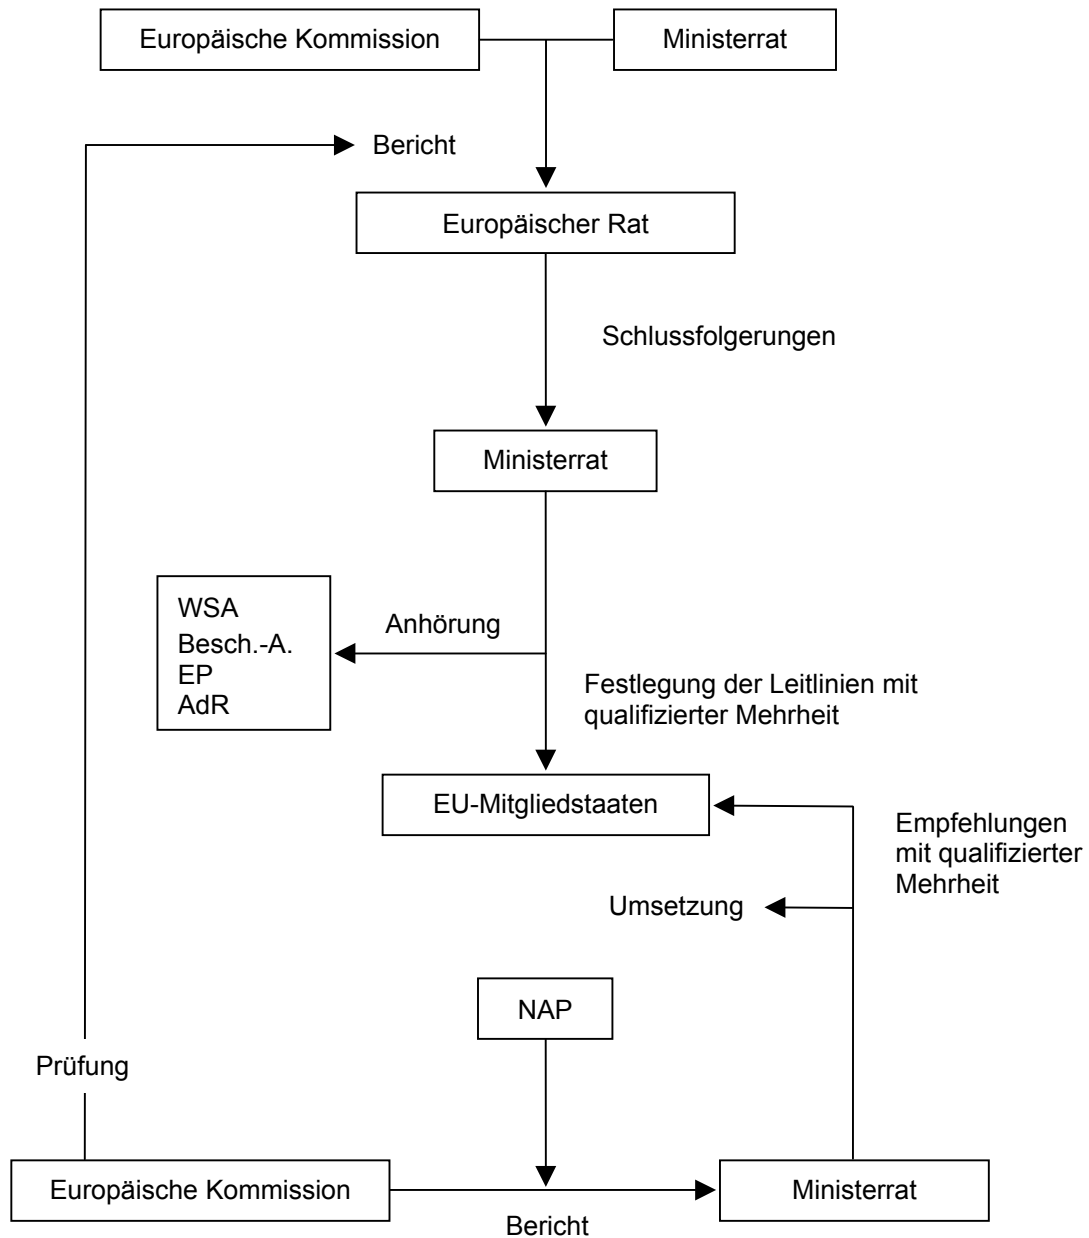 Europäische Kommission
Ministerrat
Bericht
Europäischer Rat
Schlussfolgerungen
Ministerrat
WSA
Besch.-A.
EP
AdR
Anhörung
Festlegung der Leitlinien mit
qualifizierter Mehrheit
EU-Mitgliedstaaten
Empfehlungen
mit qualifizierter
Mehrheit
Umsetzung
NAP
Prüfung
Europäische Kommission
Bericht
Ministerrat